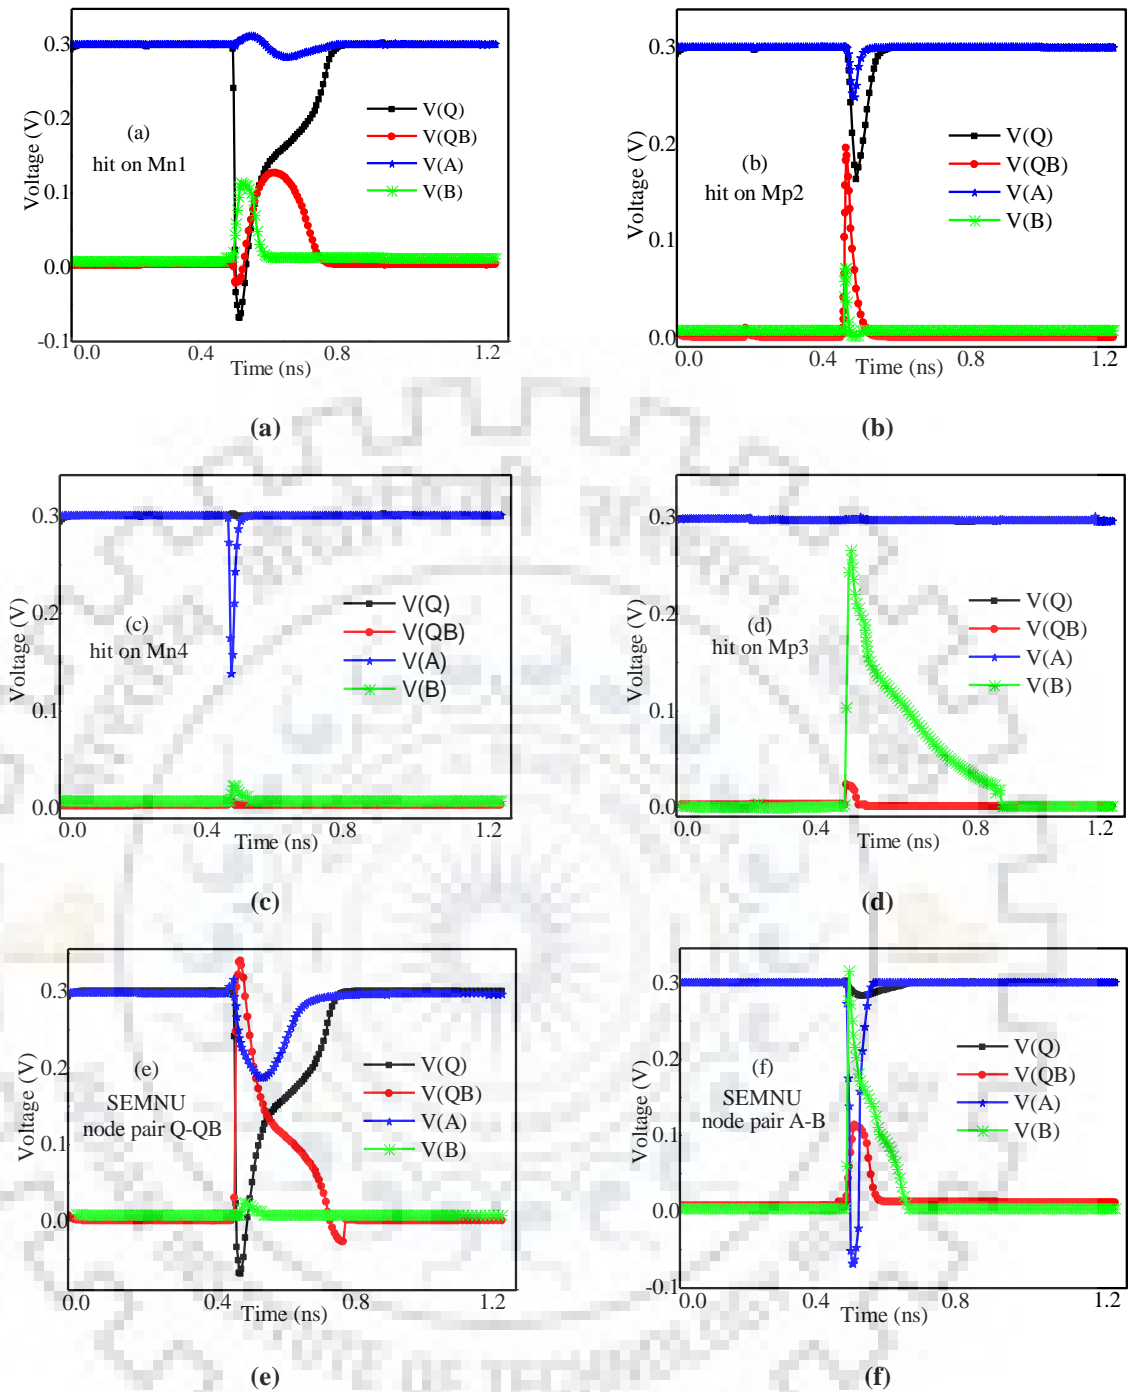 0.3
0.2
0.1
0.0
-0.1
Voltage (V)
(a)
hit on Mn1
V(Q)
V(QB)
V(A)
V(B)
0.0 0.4 0.8 1.2
Time (ns)
(a)
0.3
0.2
0.1
0.0
Voltage (V)
(b)
hit on Mp2
V(Q)
V(QB)
V(A)
V(B)
0.0 0.4 0.8 1.2
Time (ns)
(b)
0.3
0.2
0.1
0.0
Voltage (V)
(c)
hit on Mn4
V(Q)
V(QB)
V(A)
V(B)
0.0 0.4 0.8 1.2
Time (ns)
(c)
0.3
0.2
0.1
0.0
Voltage (V)
(d)
hit on Mp3
V(Q)
V(QB)
V(A)
V(B)
0.0 0.4 0.8 1.2
Time (ns)
(d)
0.3
0.2
0.1
0.0
Voltage (V)
(e)
SEMNU
node pair Q-QB
V(Q)
V(QB)
V(A)
V(B)
0.0 0.4 0.8 1.2
Time (ns)
(e)
0.3
0.2
0.1
0.0
-0.1
Voltage (V)
(f)
SEMNU
node pair A-B
V(Q)
V(QB)
V(A)
V(B)
0.0 0.4 0.8 1.2
Time (ns)
(f)